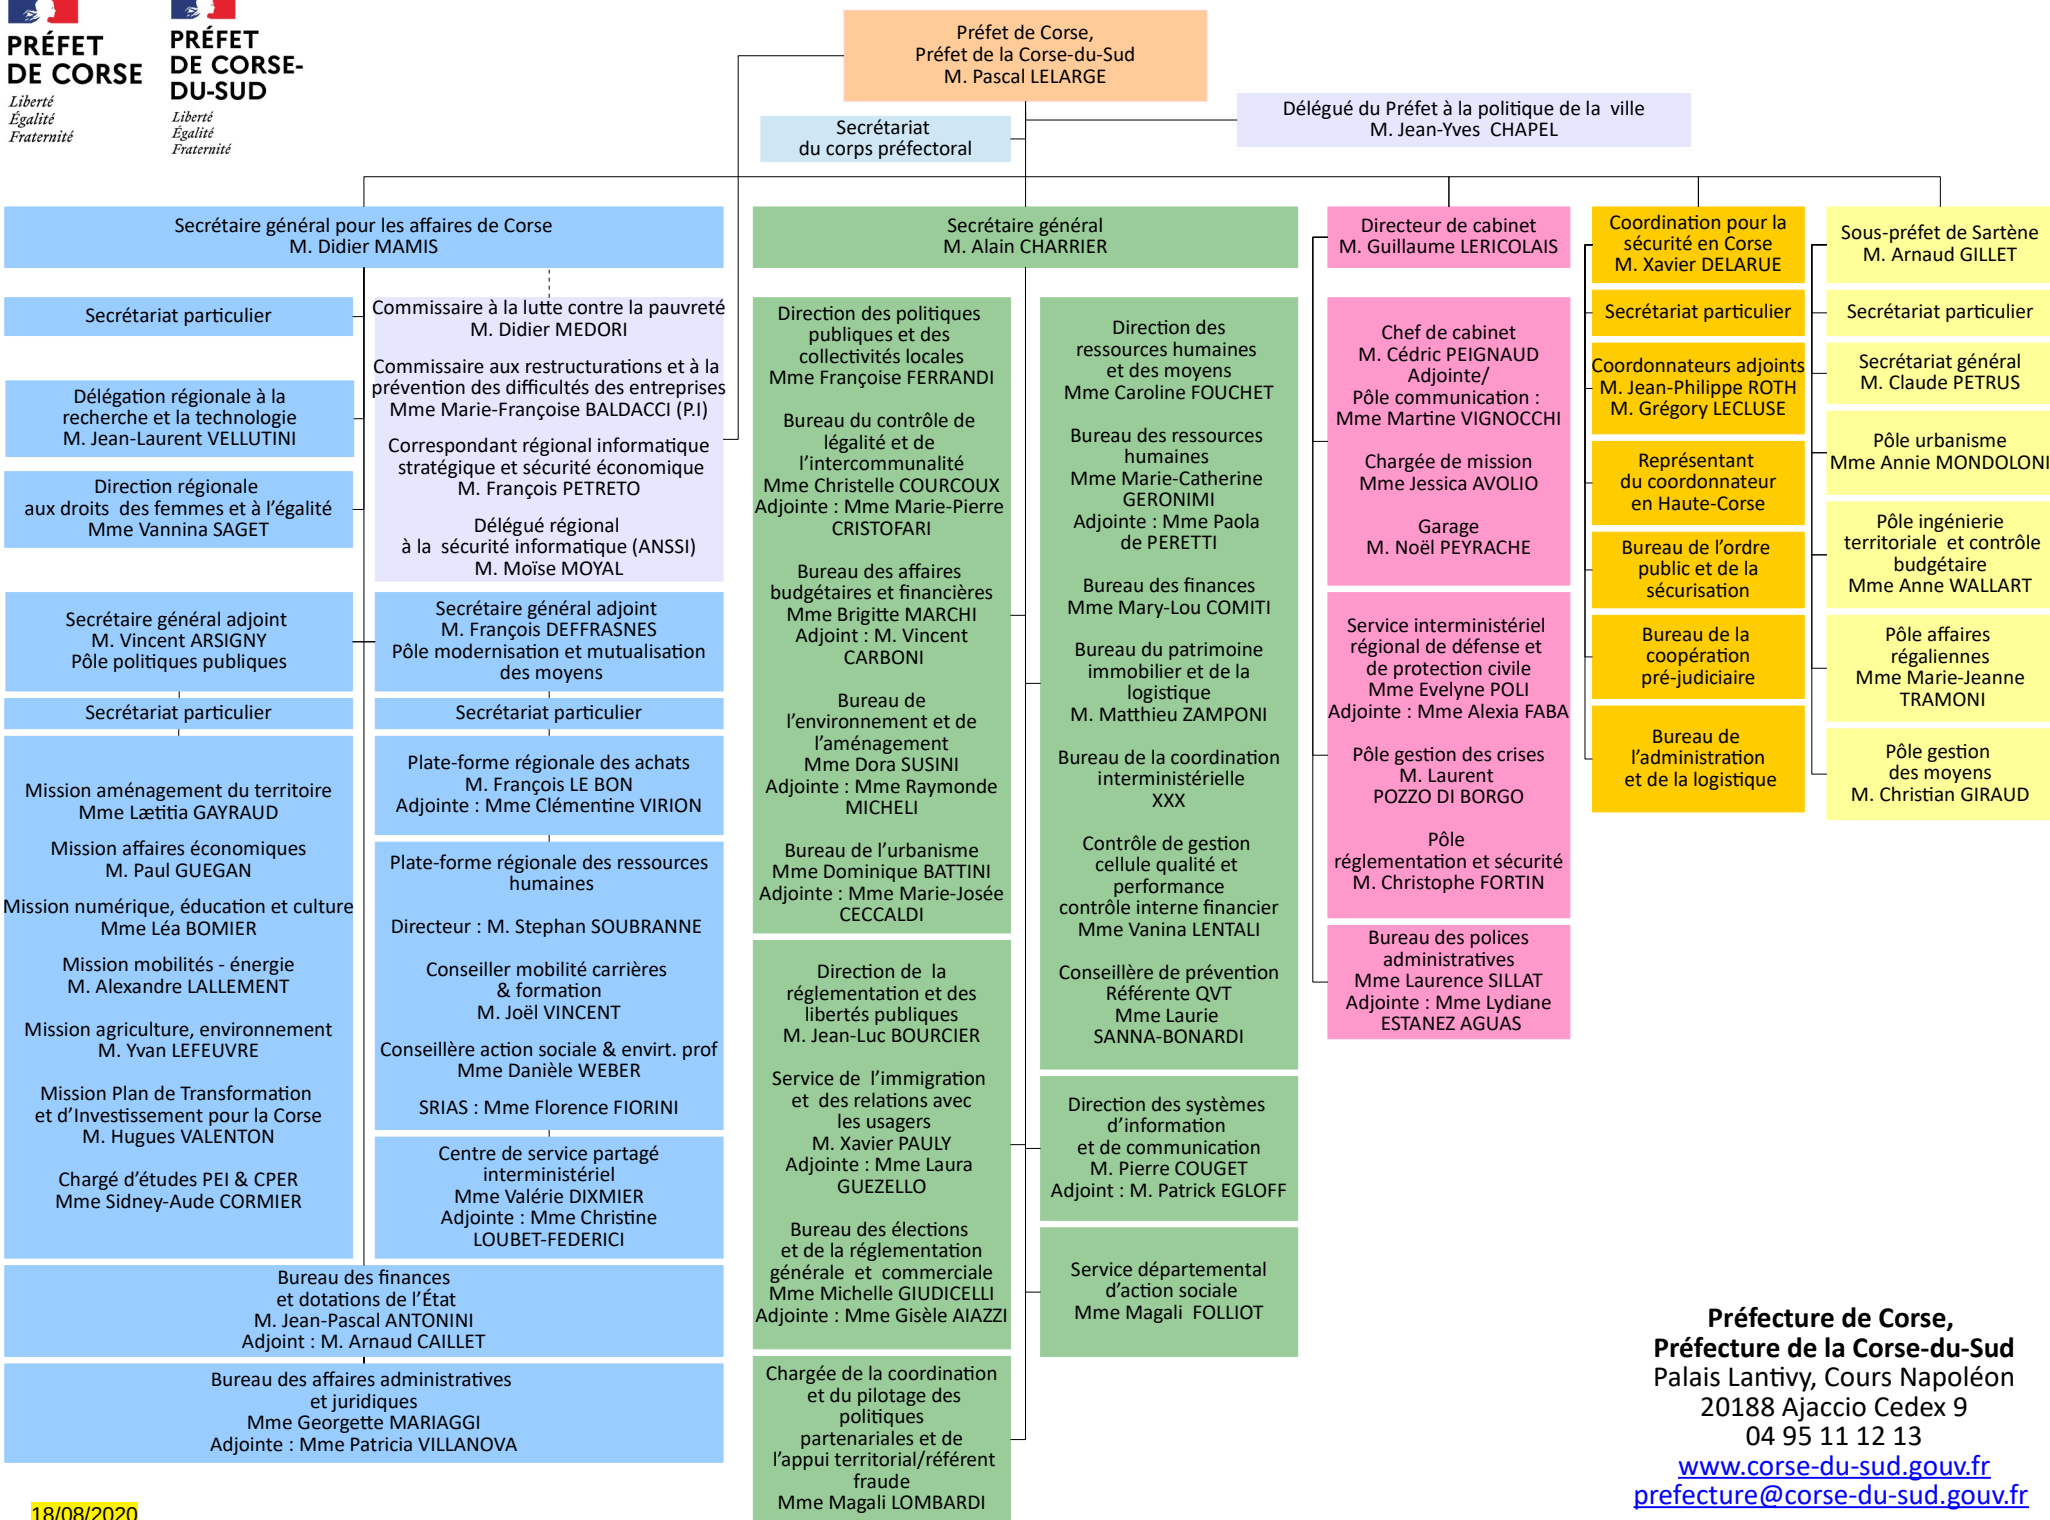 PRÉFET
DE CORSE
Liberté
Égalité
Fraternité
PRÉFET
DE CORSE-
DU-SUD
Liberté
Égalité
Fraternité
Préfet de Corse,
Préfet de la Corse-du-Sud
M. Pascal LELARGE
Secrétariat
du corps préfectoral
Délégué du Préfet à la politique de la ville
M. Jean-Yves CHAPEL
Secrétaire général pour les affaires de Corse
M. Didier MAMIS
Secrétariat particulier
Délégation régionale à la
recherche et la technologie
M. Jean-Laurent VELLUTINI
Direction régionale
aux droits des femmes et à l’égalité
Mme Vannina SAGET
Commissaire à la lutte contre la pauvreté
M. Didier MEDORI
Commissaire aux restructurations et à la
prévention des difficultés des entreprises
Mme Marie-Françoise BALDACCI (P.I)
Correspondant régional informatique
stratégique et sécurité économique
M. François PETRETO
Délégué régional
à la sécurité informatique (ANSSI)
M. Moïse MOYAL
Secrétaire général adjoint
M. Vincent ARSIGNY
Pôle politiques publiques
Secrétariat particulier
Mission aménagement du territoire
Mme Lætitia GAYRAUD
Mission affaires économiques
M. Paul GUEGAN
Mission numérique, éducation et culture
Mme Léa BOMIER
Mission mobilités - énergie
M. Alexandre LALLEMENT
Mission agriculture, environnement
M. Yvan LEFEUVRE
Mission Plan de Transformation
et d’Investissement pour la Corse
M. Hugues VALENTON
Chargé d’études PEI & CPER
Mme Sidney-Aude CORMIER
Secrétaire général adjoint
M. François DEFFRASNES
Pôle modernisation et mutualisation
des moyens
Secrétariat particulier
Plate-forme régionale des achats
M. François LE BON
Adjointe : Mme Clémentine VIRION
Plate-forme régionale des ressources
humaines
Directeur : M. Stephan SOUBRANNE
Conseiller mobilité carrières
& formation
M. Joël VINCENT
Conseillère action sociale & envirt. prof
Mme Danièle WEBER
SRIAS : Mme Florence FIORINI
Centre de service partagé
interministériel
Mme Valérie DIXMIER
Adjointe : Mme Christine
LOUBET-FEDERICI
Bureau des finances
et dotations de l’État
M. Jean-Pascal ANTONINI
Adjoint : M. Arnaud CAILLET
Bureau des affaires administratives
et juridiques
Mme Georgette MARIAGGI
Adjointe : Mme Patricia VILLANOVA
Secrétaire général
M. Alain CHARRIER
Direction des politiques
publiques et des
collectivités locales
Mme Françoise FERRANDI
Bureau du contrôle de
légalité et de
l’intercommunalité
Mme Christelle COURCOUX
Adjointe : Mme Marie-Pierre
CRISTOFARI
Bureau des affaires
budgétaires et financières
Mme Brigitte MARCHI
Adjoint : M. Vincent
CARBONI
Bureau de
l’environnement et de
l’aménagement
Mme Dora SUSINI
Adjointe : Mme Raymonde
MICHELI
Bureau de l’urbanisme
Mme Dominique BATTINI
Adjointe : Mme Marie-Josée
CECCALDI
Direction de la
réglementation et des
libertés publiques
M. Jean-Luc BOURCIER
Service de l’immigration
et des relations avec
les usagers
M. Xavier PAULY
Adjointe : Mme Laura
GUEZELLO
Bureau des élections
et de la réglementation
générale et commerciale
Mme Michelle GIUDICELLI
Adjointe : Mme Gisèle AIAZZI
Chargée de la coordination
et du pilotage des
politiques
partenariales et de
l’appui territorial/référent
fraude
Mme Magali LOMBARDI
Direction des
ressources humaines
et des moyens
Mme Caroline FOUCHET
Bureau des ressources
humaines
Mme Marie-Catherine
GERONIMI
Adjointe : Mme Paola
de PERETTI
Bureau des finances
Mme Mary-Lou COMITI
Bureau du patrimoine
immobilier et de la
logistique
M. Matthieu ZAMPONI
Bureau de la coordination
interministérielle
XXX
Contrôle de gestion
cellule qualité et
performance
contrôle interne financier
Mme Vanina LENTALI
Conseillère de prévention
Référente QVT
Mme Laurie
SANNA-BONARDI
Direction des systèmes
d’information
et de communication
M. Pierre COUGET
Adjoint : M. Patrick EGLOFF
Service départemental
d’action sociale
Mme Magali FOLLIOT
Directeur de cabinet
M. Guillaume LERICOLAIS
Chef de cabinet
M. Cédric PEIGNAUD
Adjointe/
Pôle communication :
Mme Martine VIGNOCCHI
Chargée de mission
Mme Jessica AVOLIO
Garage
M. Noël PEYRACHE
Service interministériel
régional de défense et
de protection civile
Mme Evelyne POLI
Adjointe : Mme Alexia FABA
Pôle gestion des crises
M. Laurent
POZZO DI BORGO
Pôle
réglementation et sécurité
M. Christophe FORTIN
Bureau des polices
administratives
Mme Laurence SILLAT
Adjointe : Mme Lydiane
ESTANEZ AGUAS
Coordination pour la
sécurité en Corse
M. Xavier DELARUE
Secrétariat particulier
Coordonnateurs adjoints
M. Jean-Philippe ROTH
M. Grégory LECLUSE
Représentant
du coordonnateur
en Haute-Corse
Bureau de l’ordre
public et de la
sécurisation
Bureau de la
coopération
pré-judiciaire
Bureau de
l’administration
et de la logistique
Sous-préfet de Sartène
M. Arnaud GILLET
Secrétariat particulier
Secrétariat général
M. Claude PETRUS
Pôle urbanisme
Mme Annie MONDOLONI
Pôle ingénierie
territoriale et contrôle
budgétaire
Mme Anne WALLART
Pôle affaires
régaliennes
Mme Marie-Jeanne
TRAMONI
Pôle gestion
des moyens
M. Christian GIRAUD
Préfecture de Corse,
Préfecture de la Corse-du-Sud
Palais Lantivy, Cours Napoléon
20188 Ajaccio Cedex 9
04 95 11 12 13
www.corse-du-sud.gouv.fr
prefecture@corse-du-sud.gouv.fr
18/08/2020